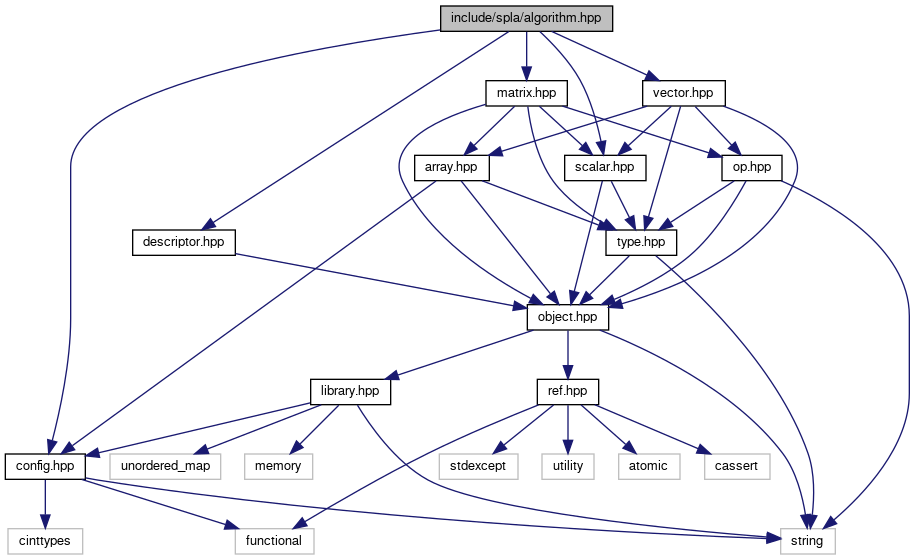 include/spla/algorithm.hpp
matrix.hpp
vector.hpp
array.hpp
scalar.hpp
op.hpp
descriptor.hpp
type.hpp
object.hpp
library.hpp
ref.hpp
config.hpp
unordered_map
memory
stdexcept
utility
atomic
cassert
cinttypes
functional
string